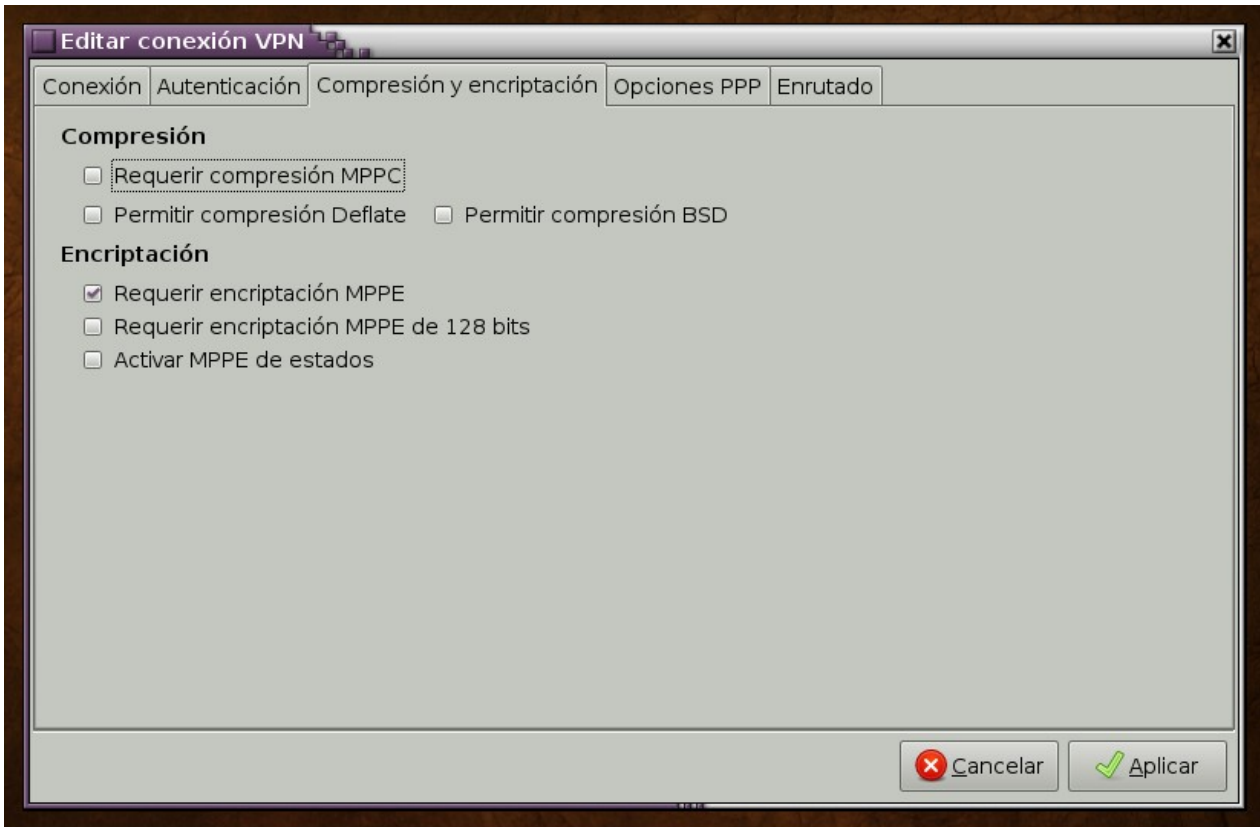 Editar conexión VPN
Conexión Autenticación Compresión y encriptación Opciones PPP Enrutado
Compresión
Requerir compresión MPPC
Permitir compresión Deflate Permitir compresión BSD
Encriptación
Requerir encriptación MPPE
Requerir encriptación MPPE de 128 bits
Activar MPPE de estados
Cancelar Aplicar